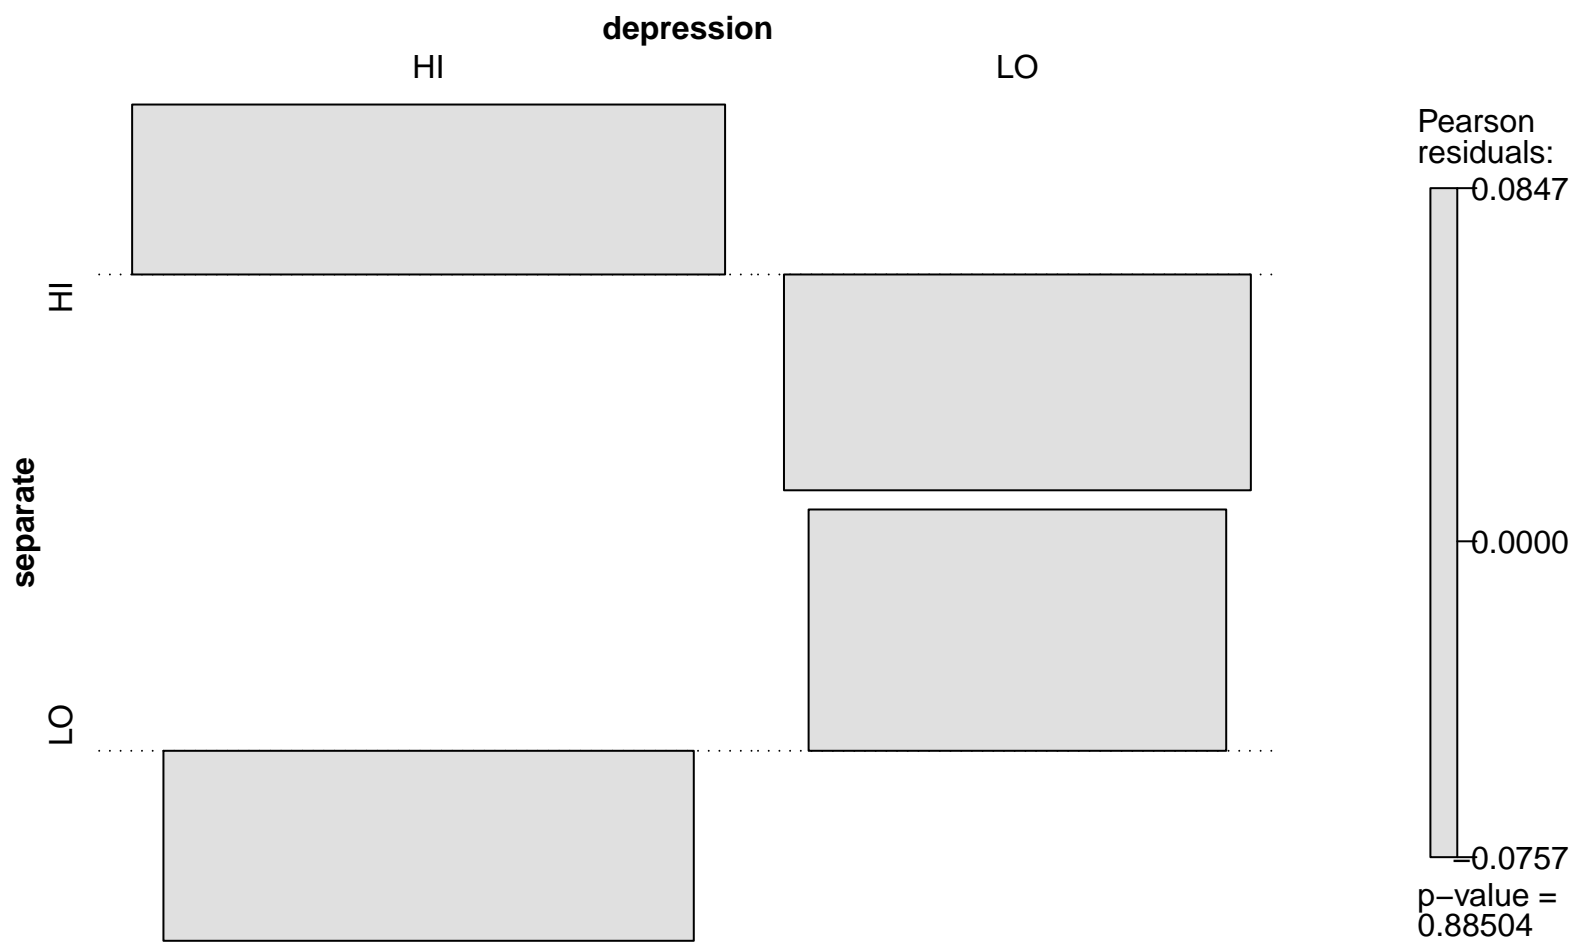 depression
HI
LO
Pearson
residuals:
0.0847
HI
separate
0.0000
LO
−0.0757
p−value =
0.88504